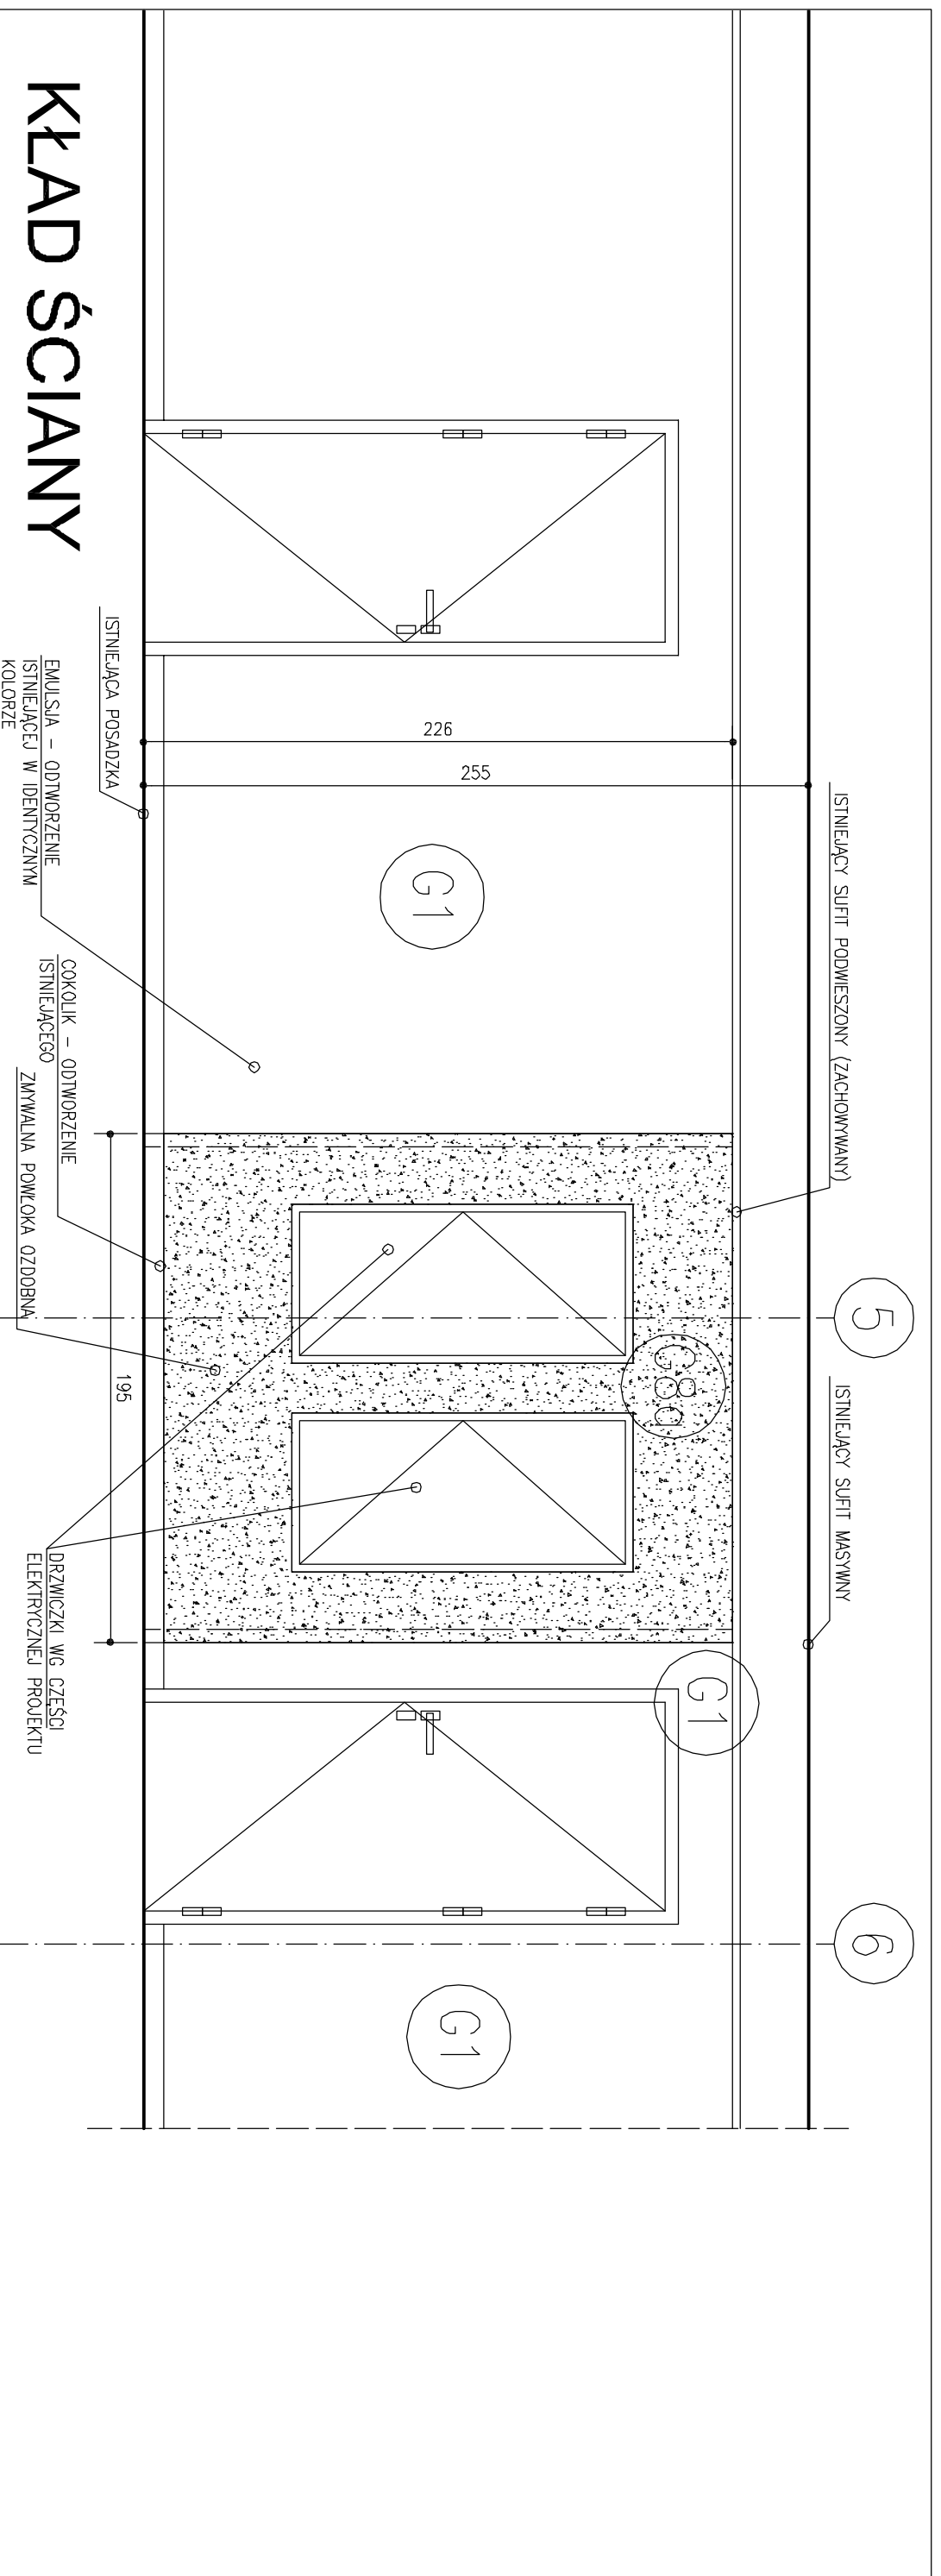 5
6
ISTNIEJĄCY SUFIT PODWIESZONY (ZACHOWYWANY)
ISTNIEJĄCY SUFIT MASYWNY
G1
G8c
G1
G1
226
255
195
ISTNIEJĄCA POSADZKA
EMULSJA – ODTWORZENIE
ISTNIEJĄCEJ W IDENTYCZNYM
KOLORZE
COKOLIK – ODTWORZENIE
ISTNIEJĄCEGO
ZMYWALNA POWŁOKA OZDOBNA
DRZWICZKI WG CZĘŚCI
ELEKTRYCZNEJ PROJEKTU
KŁAD ŚCIANY